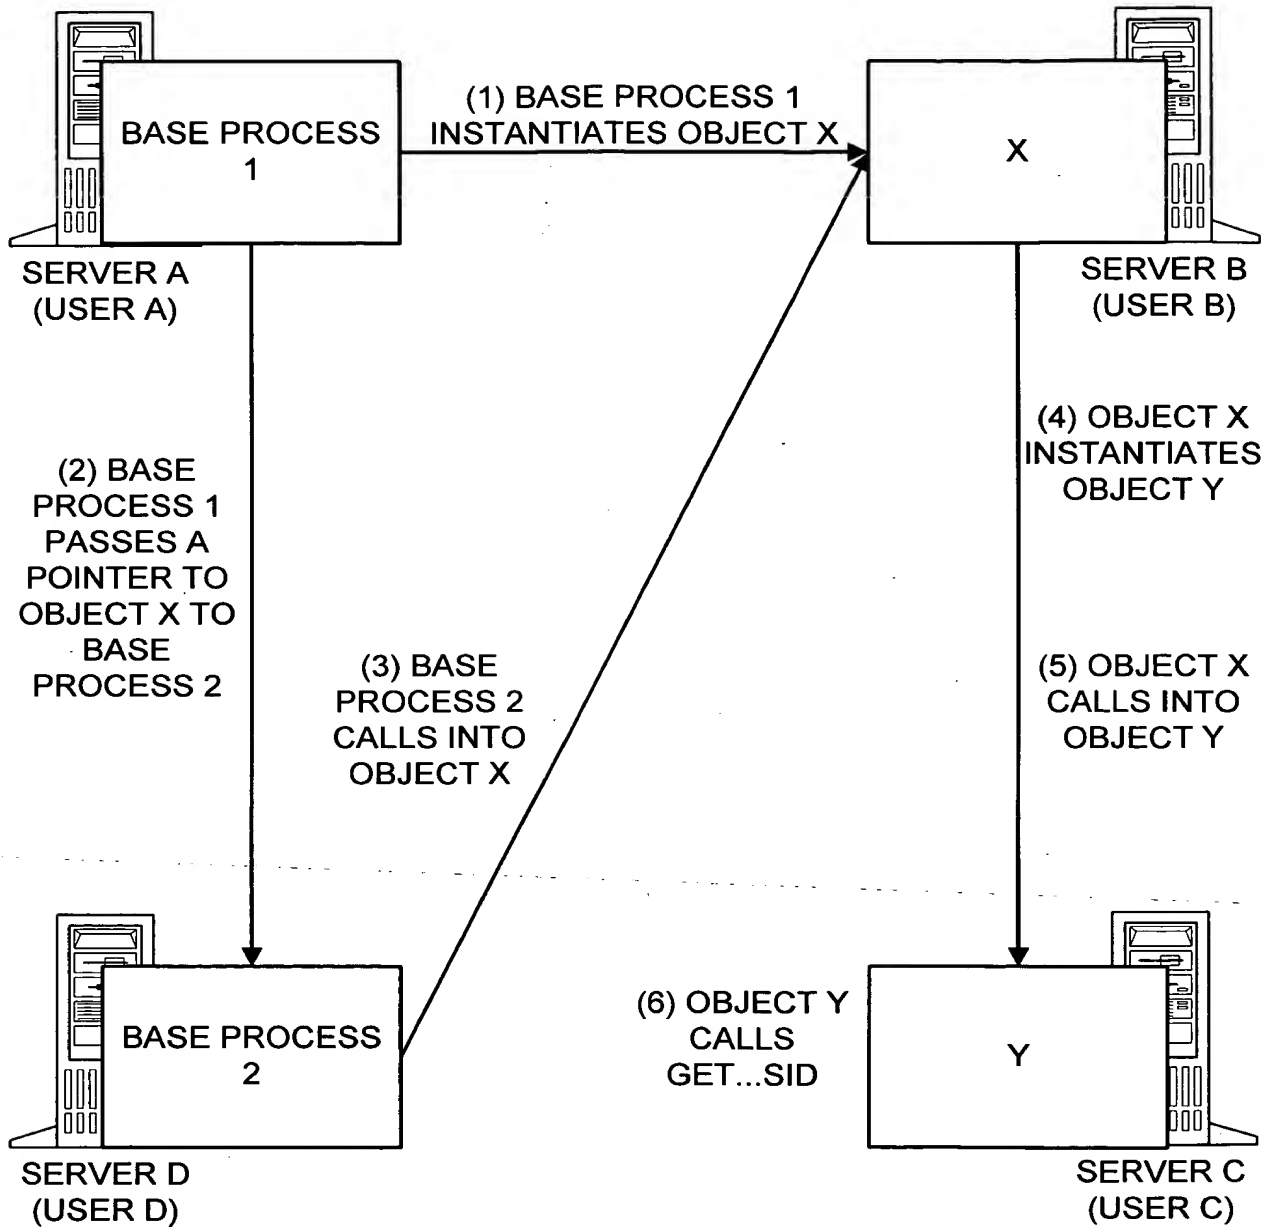 BASE PROCESS
1
(1) BASE PROCESS 1
INSTANTIATES OBJECT X
X
SERVER A
(USER A)
SERVER B
(USER B)
(2) BASE
PROCESS 1
PASSES A
POINTER TO
OBJECT X TO
BASE
PROCESS 2
(3) BASE
PROCESS 2
CALLS INTO
OBJECT X
(4) OBJECT X
INSTANTIATES
OBJECT Y
(5) OBJECT X
CALLS INTO
OBJECT Y
BASE PROCESS
2
(6) OBJECT Y
CALLS
GET...SID
Y
SERVER D
(USER D)
SERVER C
(USER C)